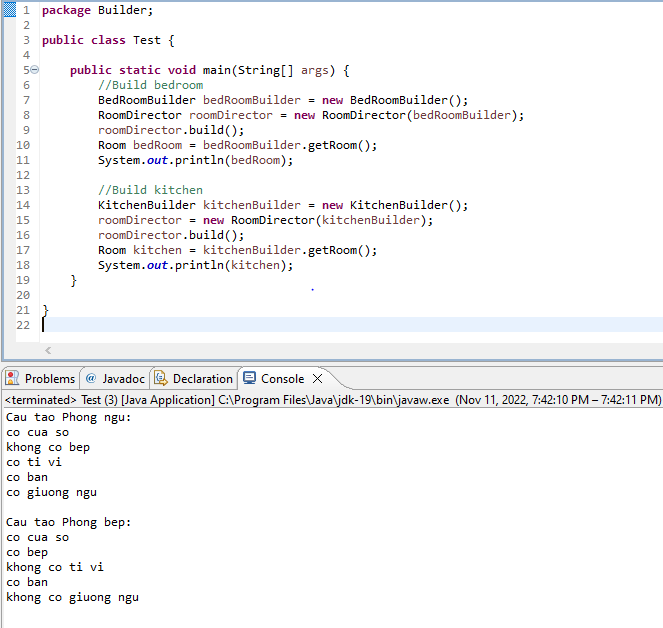 1 package Builder;
2
3 public class Test {
4
5 public static void main(String[] args) {
6 //Build bedroom
7 BedRoomBuilder bedRoomBuilder = new BedRoomBuilder();
8 RoomDirector roomDirector = new RoomDirector(bedRoomBuilder);
9 roomDirector.build();
10 Room bedRoom = bedRoomBuilder.getRoom();
11 System.out.println(bedRoom);
12
13 //Build kitchen
14 KitchenBuilder kitchenBuilder = new KitchenBuilder();
15 roomDirector = new RoomDirector(kitchenBuilder);
16 roomDirector.build();
17 Room kitchen = kitchenBuilder.getRoom();
18 System.out.println(kitchen);
19 }
20
21 }
22
Problems @ Javadoc Declaration Console
<terminated> Test (3) [Java Application] C:\Program Files\Java\jdk-19\bin\javaw.exe (Nov 11, 2022, 7:42:10 PM – 7:42:11 PM)
Cau tao Phong ngu:
co cua so
khong co bep
co ti vi
co ban
co giuong ngu

Cau tao Phong bep:
co cua so
co bep
khong co ti vi
co ban
khong co giuong ngu